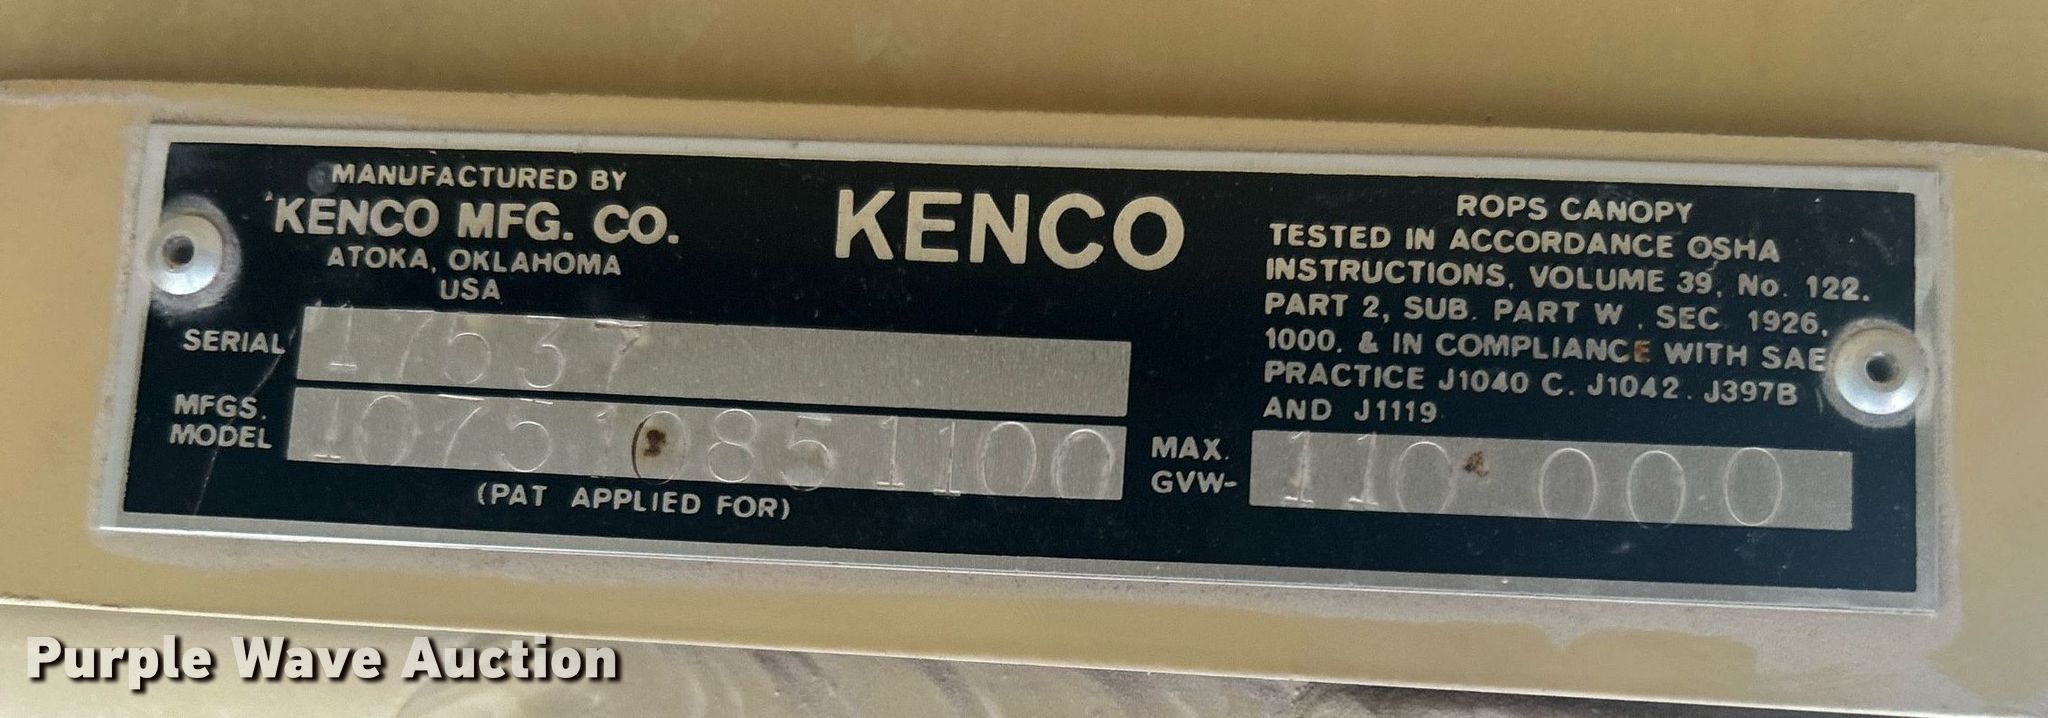 MANUFACTURED BY
KENCO MFG. CO.
ATOKA, OKLAHOMA
USA
KENCO
ROPS CANOPY
TESTED IN ACCORDANCE OSHA
INSTRUCTIONS, VOLUME 39, No. 122.
PART 2, SUB. PART W, SEC 1926.
1000. & IN COMPLIANCE WITH SAE
PRACTICE J1040 C. J1042. J397B
AND J1119
SERIAL 17537
MFGS.
MODEL 107510851100
(PAT APPLIED FOR)
MAX.
GVW- 110 000
Purple Wave Auction